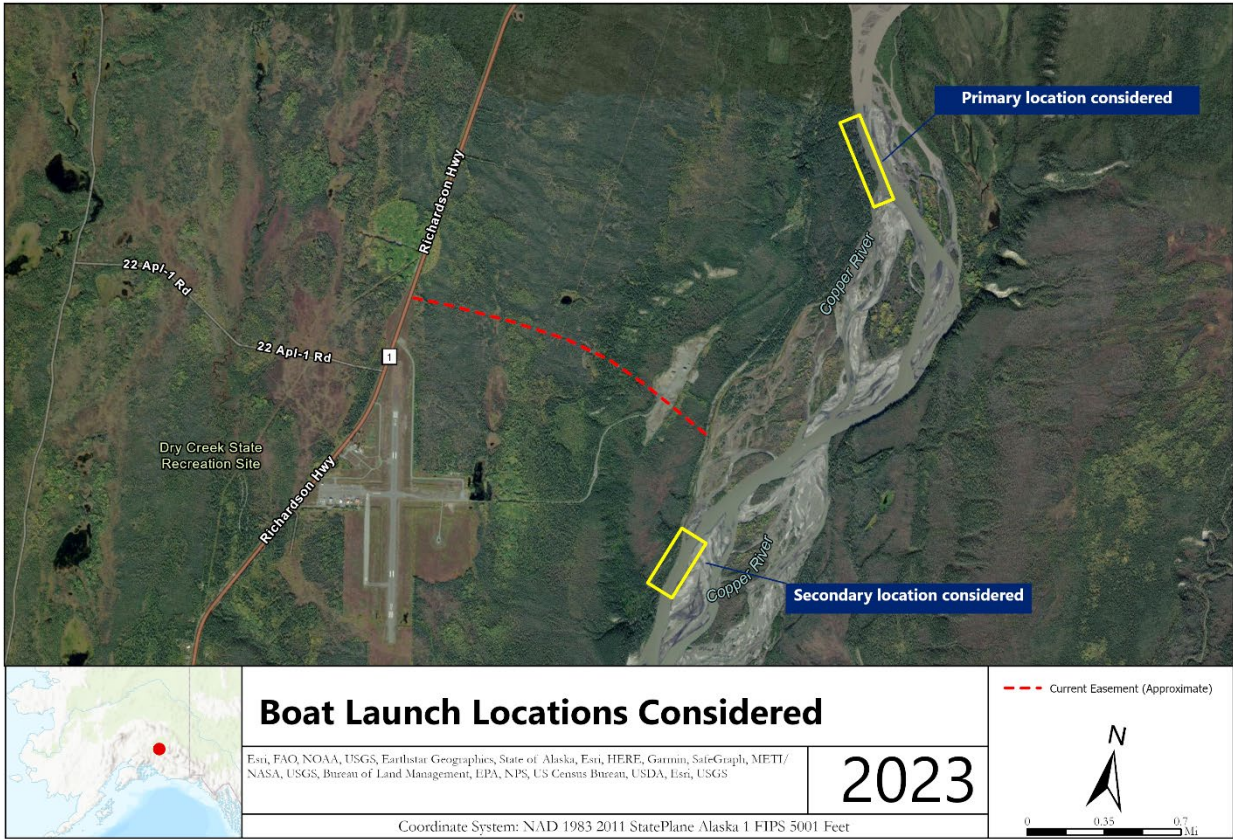 Primary location considered
Richardson Hwy
Copper River
22 Apl-1 Rd
22 Apl-1 Rd
1
Dry Creek State
Recreation Site
Richardson Hwy
Copper River
Secondary location considered
Boat Launch Locations Considered
Esri, FAO, NOAA, USGS, Earthstar Geographics, State of Alaska, Esri, HERE, Garmin, SafeGraph, METI/
NASA, USGS, Bureau of Land Management, EPA, NPS, US Census Bureau, USDA, Esri, USGS
2023
Coordinate System: NAD 1983 2011 StatePlane Alaska 1 FIPS 5001 Feet
Current Easement (Approximate)
N
0 0.35 0.7
Mi